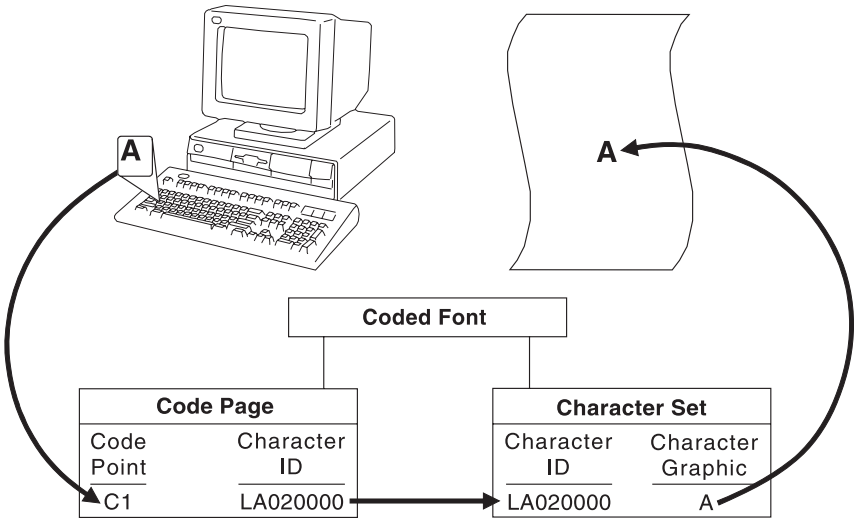 A
A
Coded Font
Code Page
Code Point
Character ID
C1
LA020000
Character Set
Character ID
Character Graphic
LA020000
A